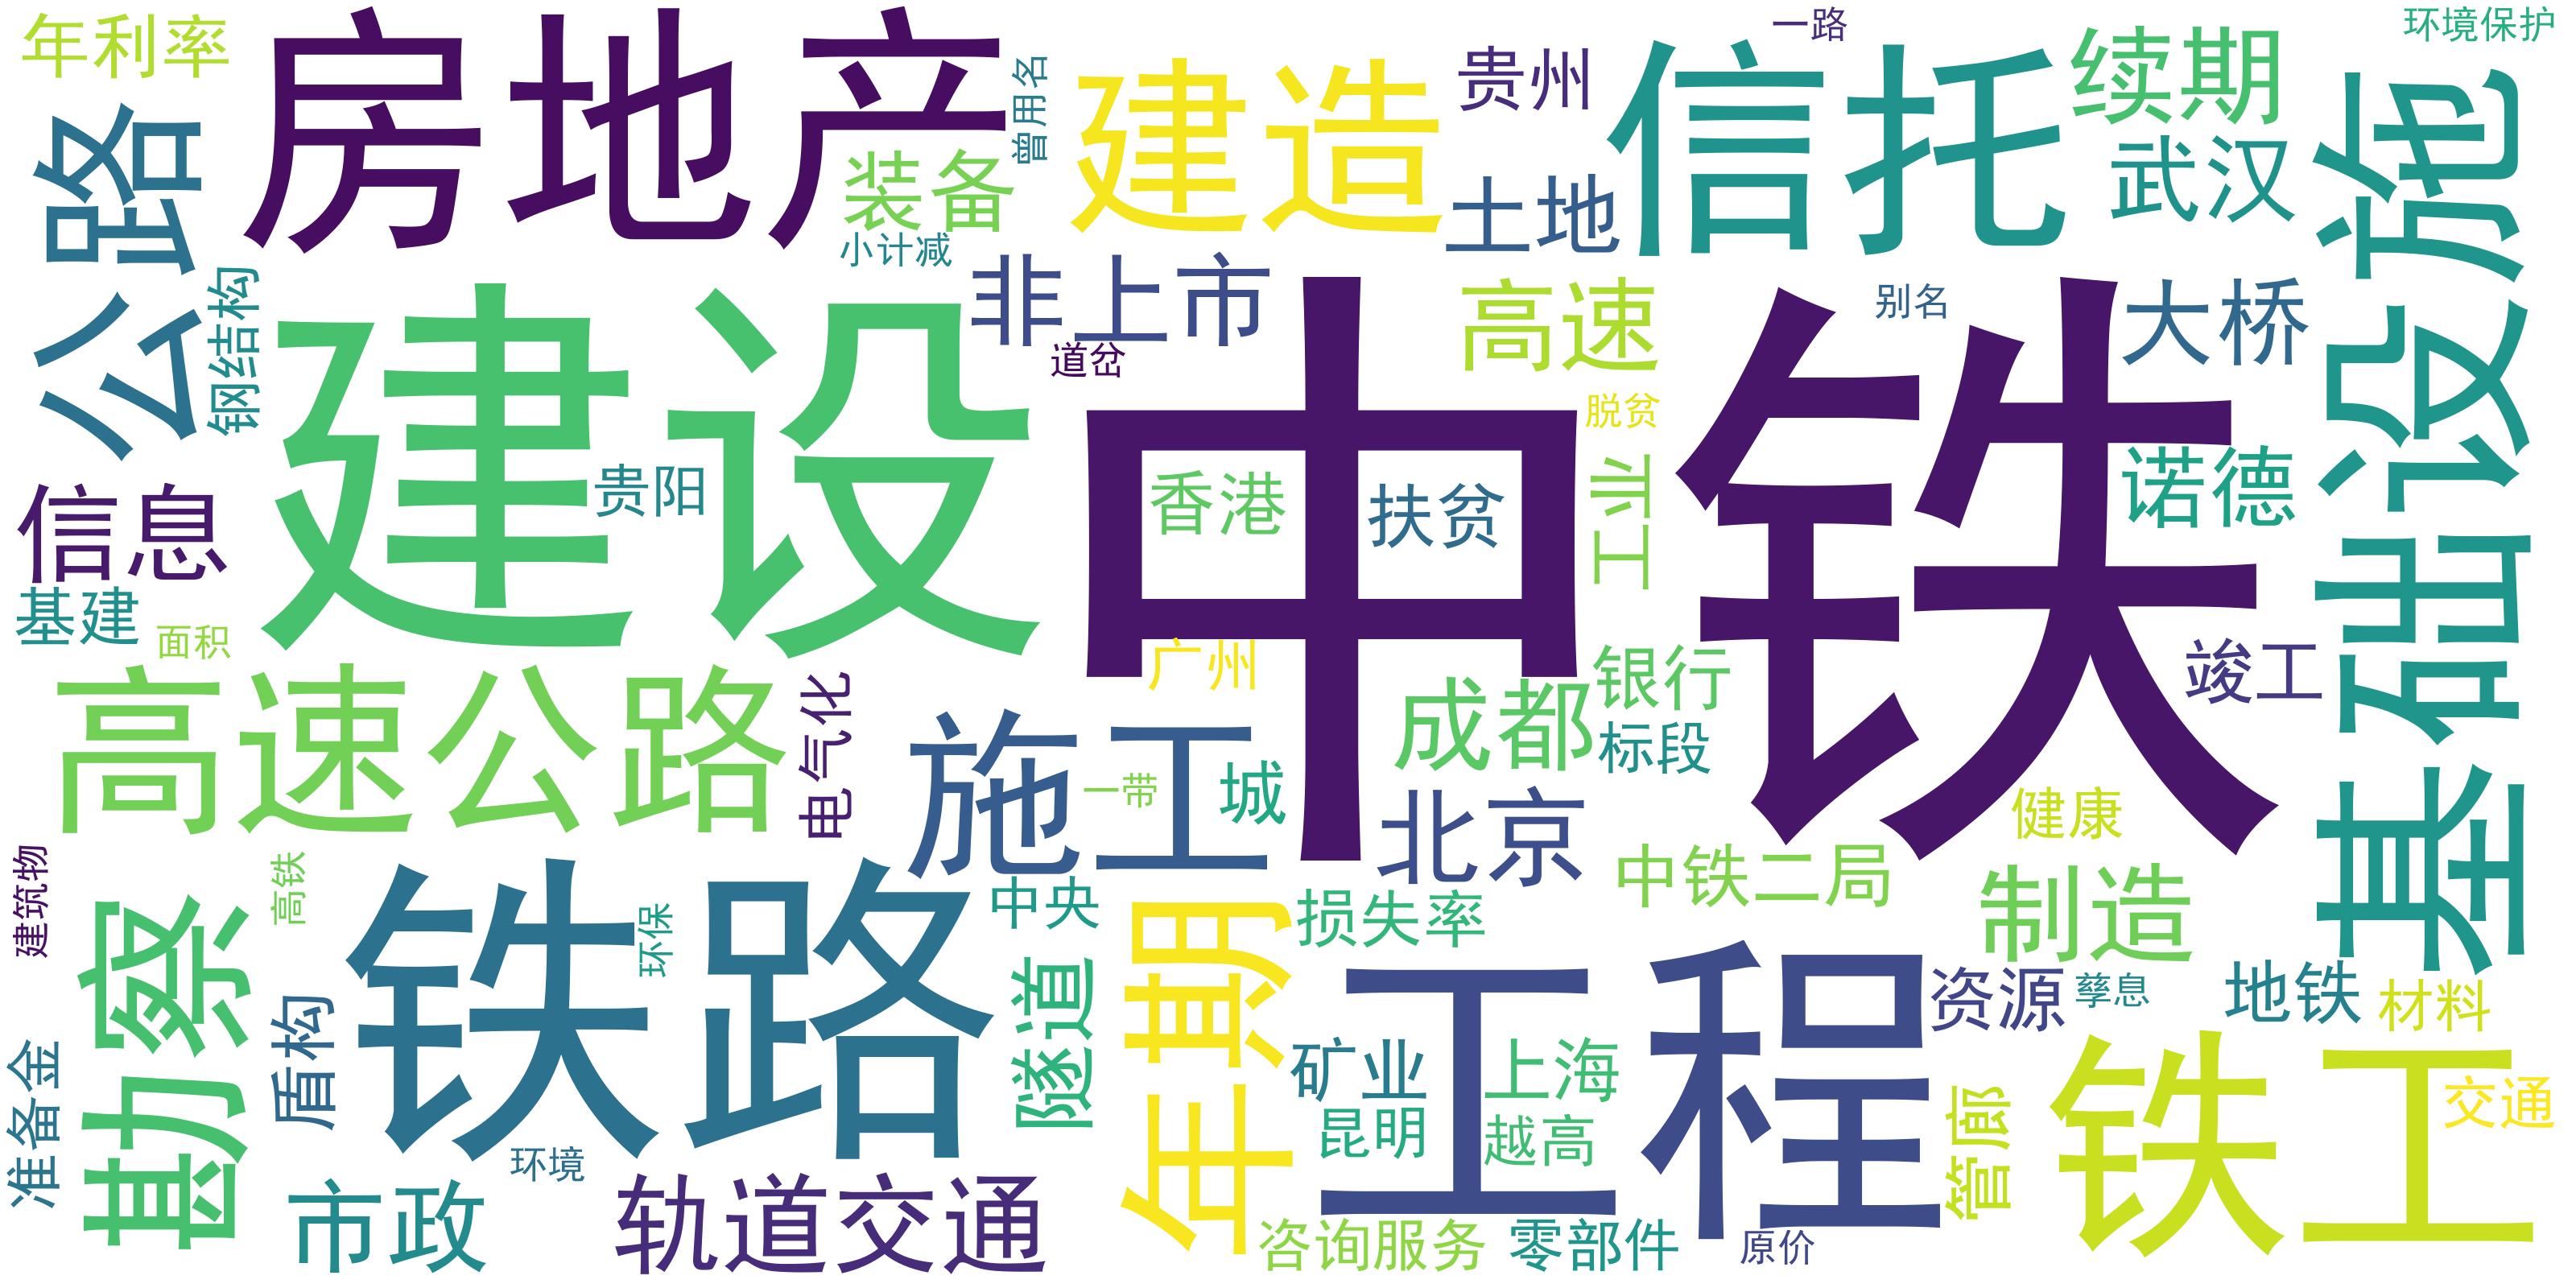 年利率
房地产
建造
贵州
信托
一路
续期
环境保护
公路
曾用名
装备
小计减
土地
武汉
基础设施
钢结构
建设
非上市
道岔
中铁
高速
别名
大桥
脱贫
信息
贵阳
香港
扶贫
工业
诺德
基建
面积
高速公路
电气化
广州
施工
一带
城
成都
银行
标段
竣工
北京
健康
中铁二局
建筑物
高铁
勘察
铁路
环保
中央
年期
损失率
制造
工程
资源
孳息
地铁
材料
准备金
盾构
隧道
矿业
上海
昆明
越高
管廊
铁工
交通
市政
环境
轨道交通
咨询服务
零部件
原价